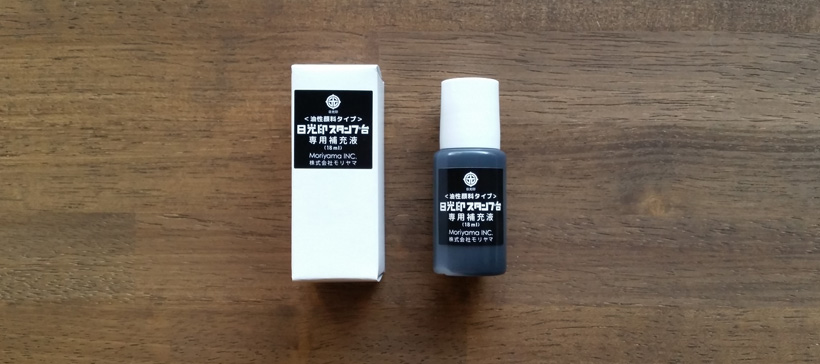 <油性顔料タイプ>
日光印スタンプ台
専用補充液
(18ml)
Moriyama INC.
株式会社モリヤマ
<油性顔料タイプ>
日光印スタンプ台
専用補充液
(18ml)
Moriyama INC.
株式会社モリヤマ